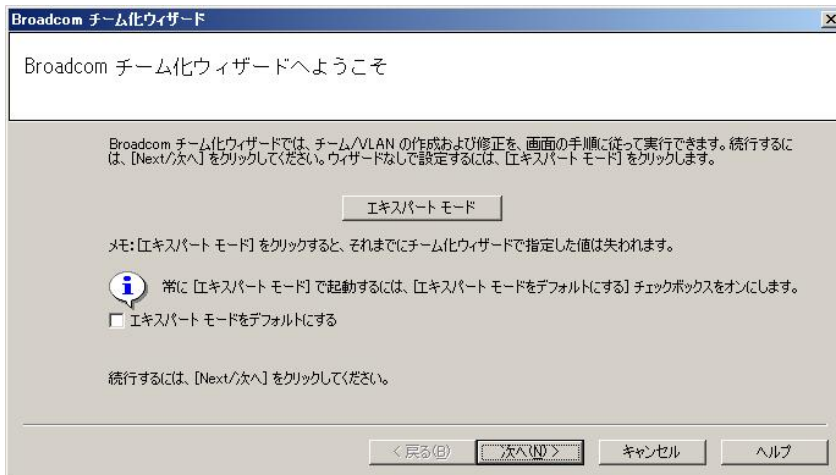 Broadcom チーム化ウィザード
Broadcom チーム化ウィザードへようこそ
Broadcom チーム化ウィザードでは、チーム/VLAN の作成および修正を、画面の手順に従って実行できます。続行するに
は、[Next/次へ] をクリックしてください。ウィザードなしで設定するには、[エキスパート モード] をクリックします。
エキスパート モード
メモ: [エキスパート モード] をクリックすると、それまでにチーム化ウィザードで指定した値は失われます。
常に [エキスパート モード] で起動するには、[エキスパート モードをデフォルトにする] チェックボックスをオンにします。
エキスパート モードをデフォルトにする
続行するには、[Next/次へ] をクリックしてください。
< 戻る(B) 次へ(N) > キャンセル ヘルプ